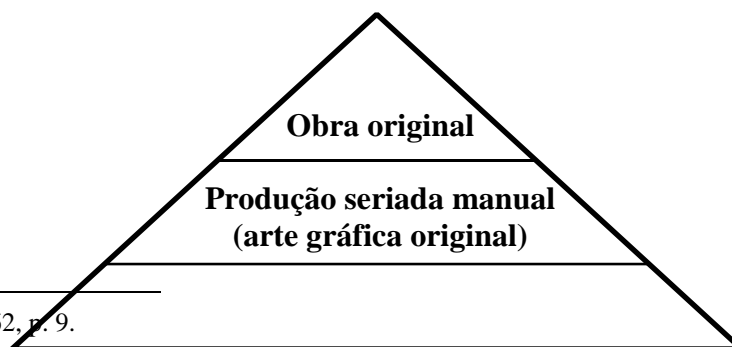 Obra original
Produção seriada manual
(arte gráfica original)
2, p. 9.